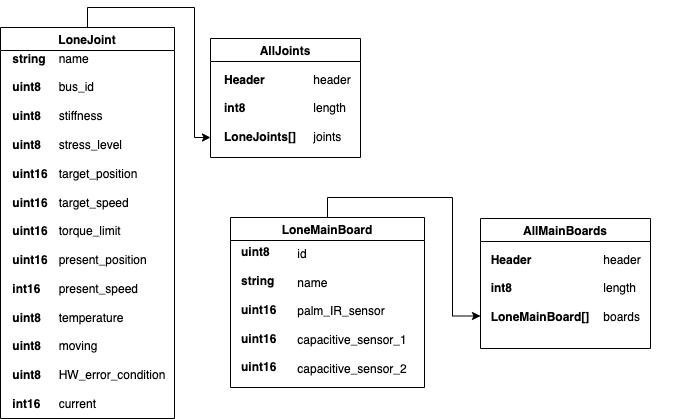 LoneJoint
string name
uint8 bus_id
uint8 stiffness
uint8 stress_level
uint16 target_position
uint16 target_speed
uint16 torque_limit
uint16 present_position
int16 present_speed
uint8 temperature
uint8 moving
uint8 HW_error_condition
int16 current
AllJoints
Header header
int8 length
LoneJoints[] joints
LoneMainBoard
uint8 id
string name
uint16 palm_IR_sensor
uint16 capacitive_sensor_1
uint16 capacitive_sensor_2
AllMainBoards
Header header
int8 length
LoneMainBoard[] boards